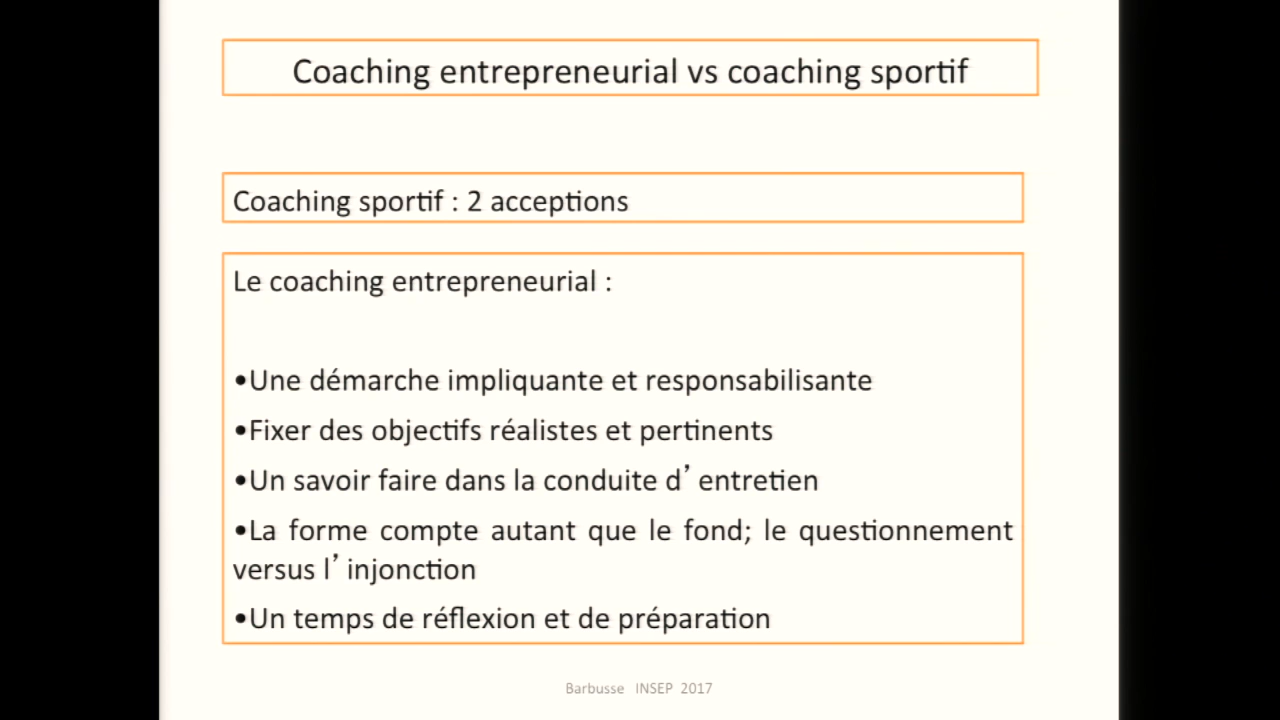 Coaching entrepreneurial vs coaching sportif
Coaching sportif : 2 acceptions
Le coaching entrepreneurial :
•Une démarche impliquante et responsabilisante
•Fixer des objectifs réalistes et pertinents
•Un savoir faire dans la conduite d’ entretien
•La forme compte autant que le fond; le questionnement
versus l’ injonction
•Un temps de réflexion et de préparation
Barbusse INSEP 2017